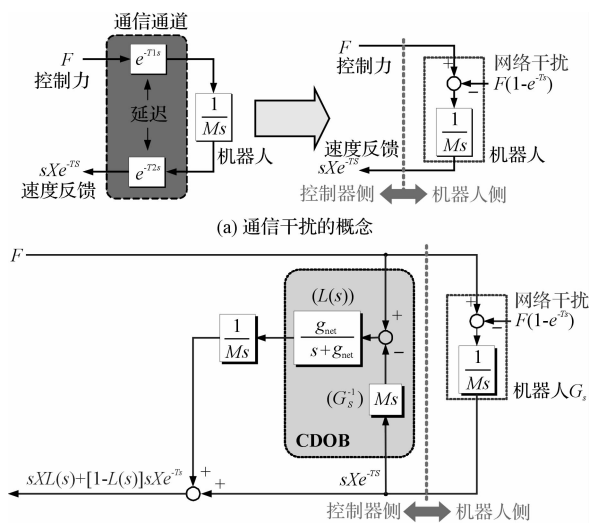 通信通道
F
控制力
e^{-T1s}
延迟
e^{-T2s}
1/Ms
机器人
sXe^{-TS}
速度反馈
F
控制力
+
−
网络干扰
F(1-e^{-Ts})
1/Ms
机器人
速度反馈
sXe^{-TS}
控制器侧
机器人侧
(a) 通信干扰的概念
F
(L(s))
+
−
1/Ms
g_{net}/s+g_{net}
(G_S^{-1})
Ms
CDOB
+
−
网络干扰
F(1-e^{-Ts})
1/Ms
机器人G_s
sXL(s)+[1-L(s)]sXe^{-Ts}
+
+
sXe^{-TS}
控制器侧
机器人侧